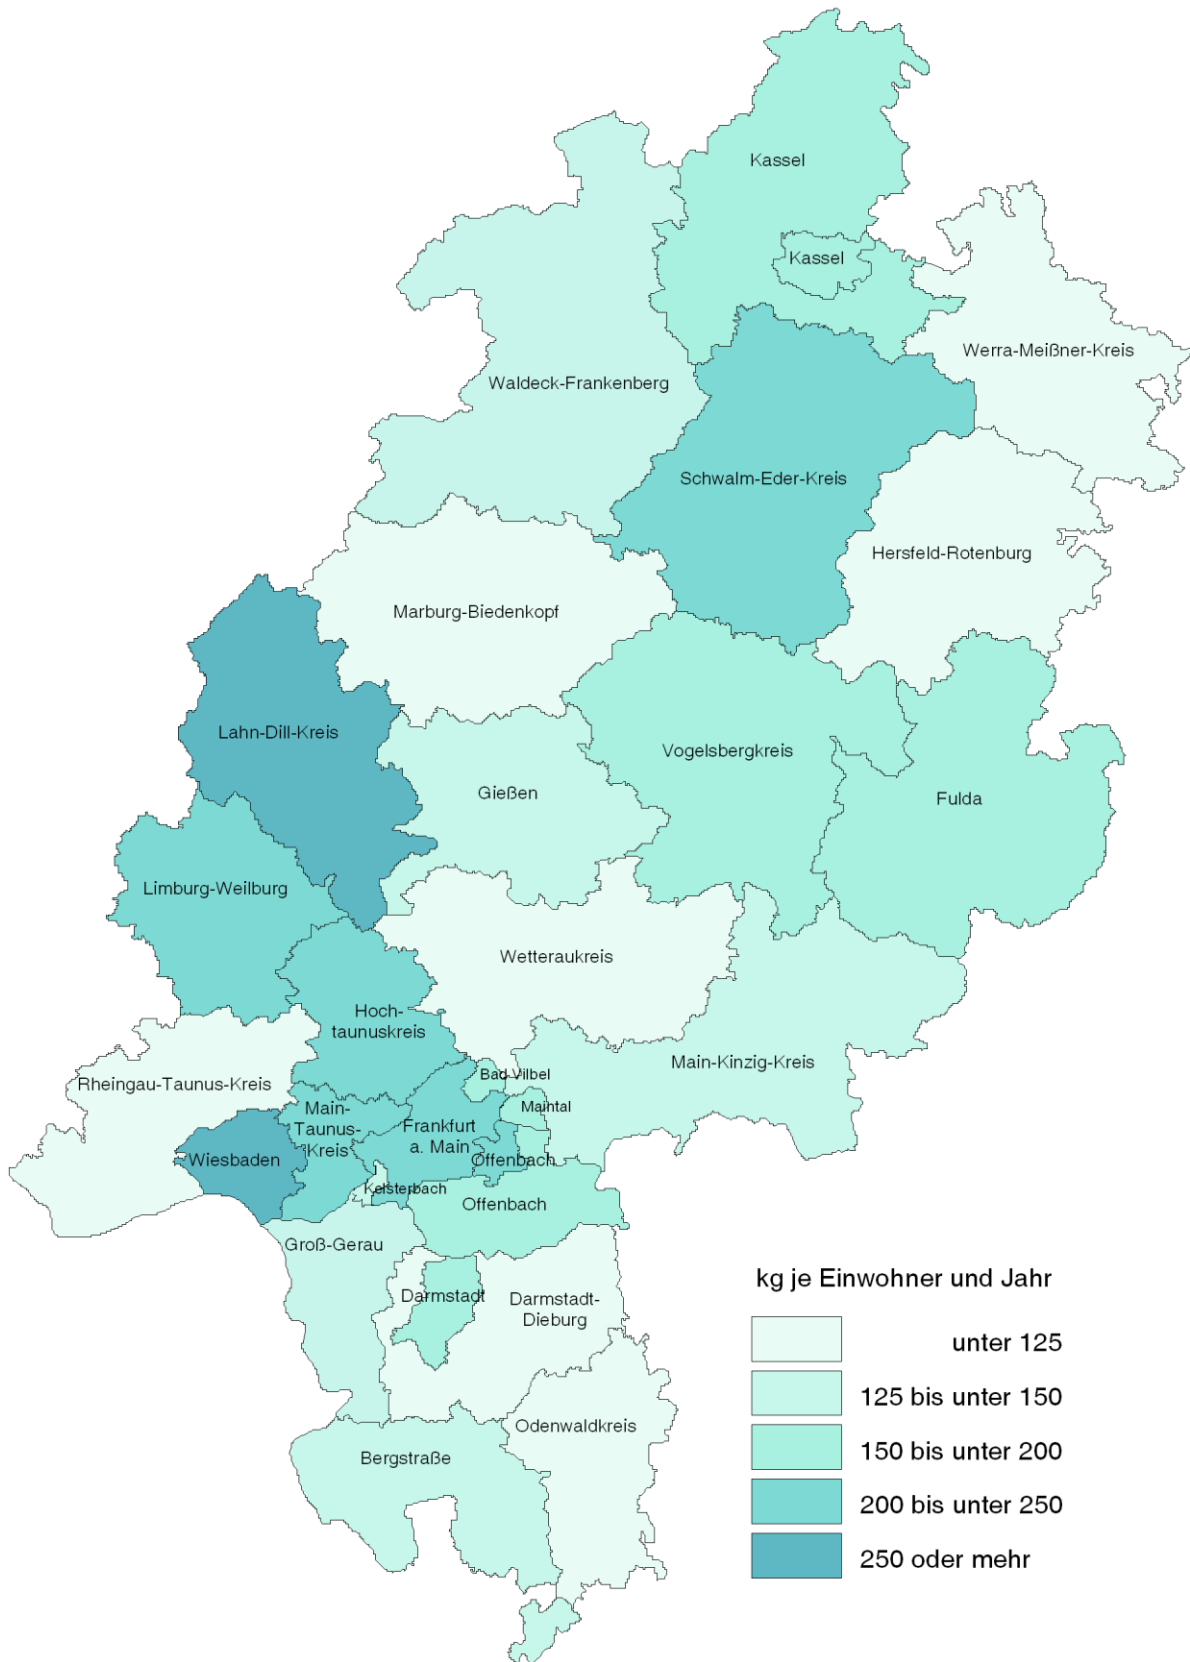 Kassel
Kassel
Werra-Meißner-Kreis
Waldeck-Frankenberg
Schwalm-Eder-Kreis
Hersfeld-Rotenburg
Marburg-Biedenkopf
Lahn-Dill-Kreis
Vogelsbergkreis
Gießen
Fulda
Limburg-Weilburg
Wetteraukreis
Hoch-
taunuskreis
Main-Kinzig-Kreis
Bad-Vilbel
Rheingau-Taunus-Kreis
Maintal
Main-
Taunus-
Kreis
Frankfurt
a. Main
Wiesbaden
Offenbach
Kelsterbach
Offenbach
Groß-Gerau
Darmstadt
Darmstadt-
Dieburg
Odenwaldkreis
Bergstraße
kg je Einwohner und Jahr
unter 125
125 bis unter 150
150 bis unter 200
200 bis unter 250
250 oder mehr